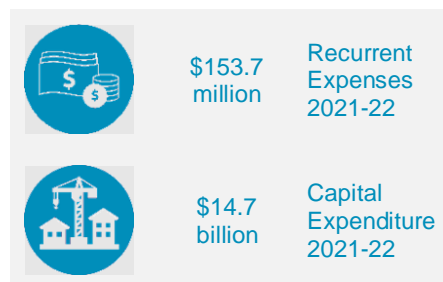 $
$
$153.7
million
Recurrent
Expenses
2021-22
$14.7
billion
Capital
Expenditure
2021-22